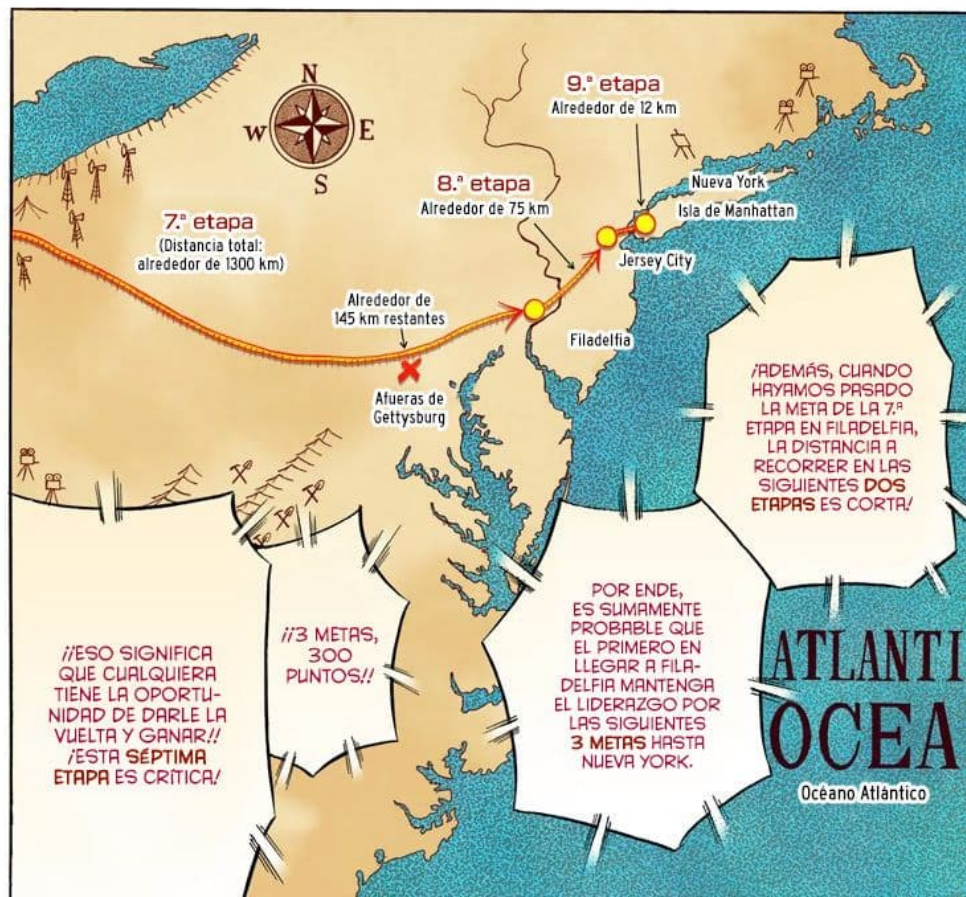 N
W
E
S
9.ª etapa
Alrededor de 12 km
8.ª etapa
Alrededor de 75 km
Nueva York
Isla de Manhattan
7.ª etapa
(Distancia total:
alrededor de 1300 km)
Jersey City
Alrededor de
145 km restantes
Filadelfia
Afueras de
Gettysburg
¡ADEMÁS, CUANDO
HAYAMOS PASADO
LA META DE LA 7.ª
ETAPA EN FILADELFIA,
LA DISTANCIA A
RECORRER EN LAS
SIGUIENTES DOS
ETAPAS ES CORTA!
POR ENDE,
ES SUMAMENTE
PROBABLE QUE
EL PRIMERO EN
LLEGAR A FILA-
DELFIA MANTENGA
EL LIDERAZGO POR
LAS SIGUIENTES
3 METAS HASTA
NUEVA YORK.
¡¡3 METAS,
300
PUNTOS!!
¡¡ESO SIGNIFICA
QUE CUALQUIERA
TIENE LA OPORTU-
NIDAD DE DARLE LA
VUELTA Y GANAR!!
¡ESTA SÉPTIMA
ETAPA ES CRÍTICA!
ATLANTI
OCEA
Océano Atlántico